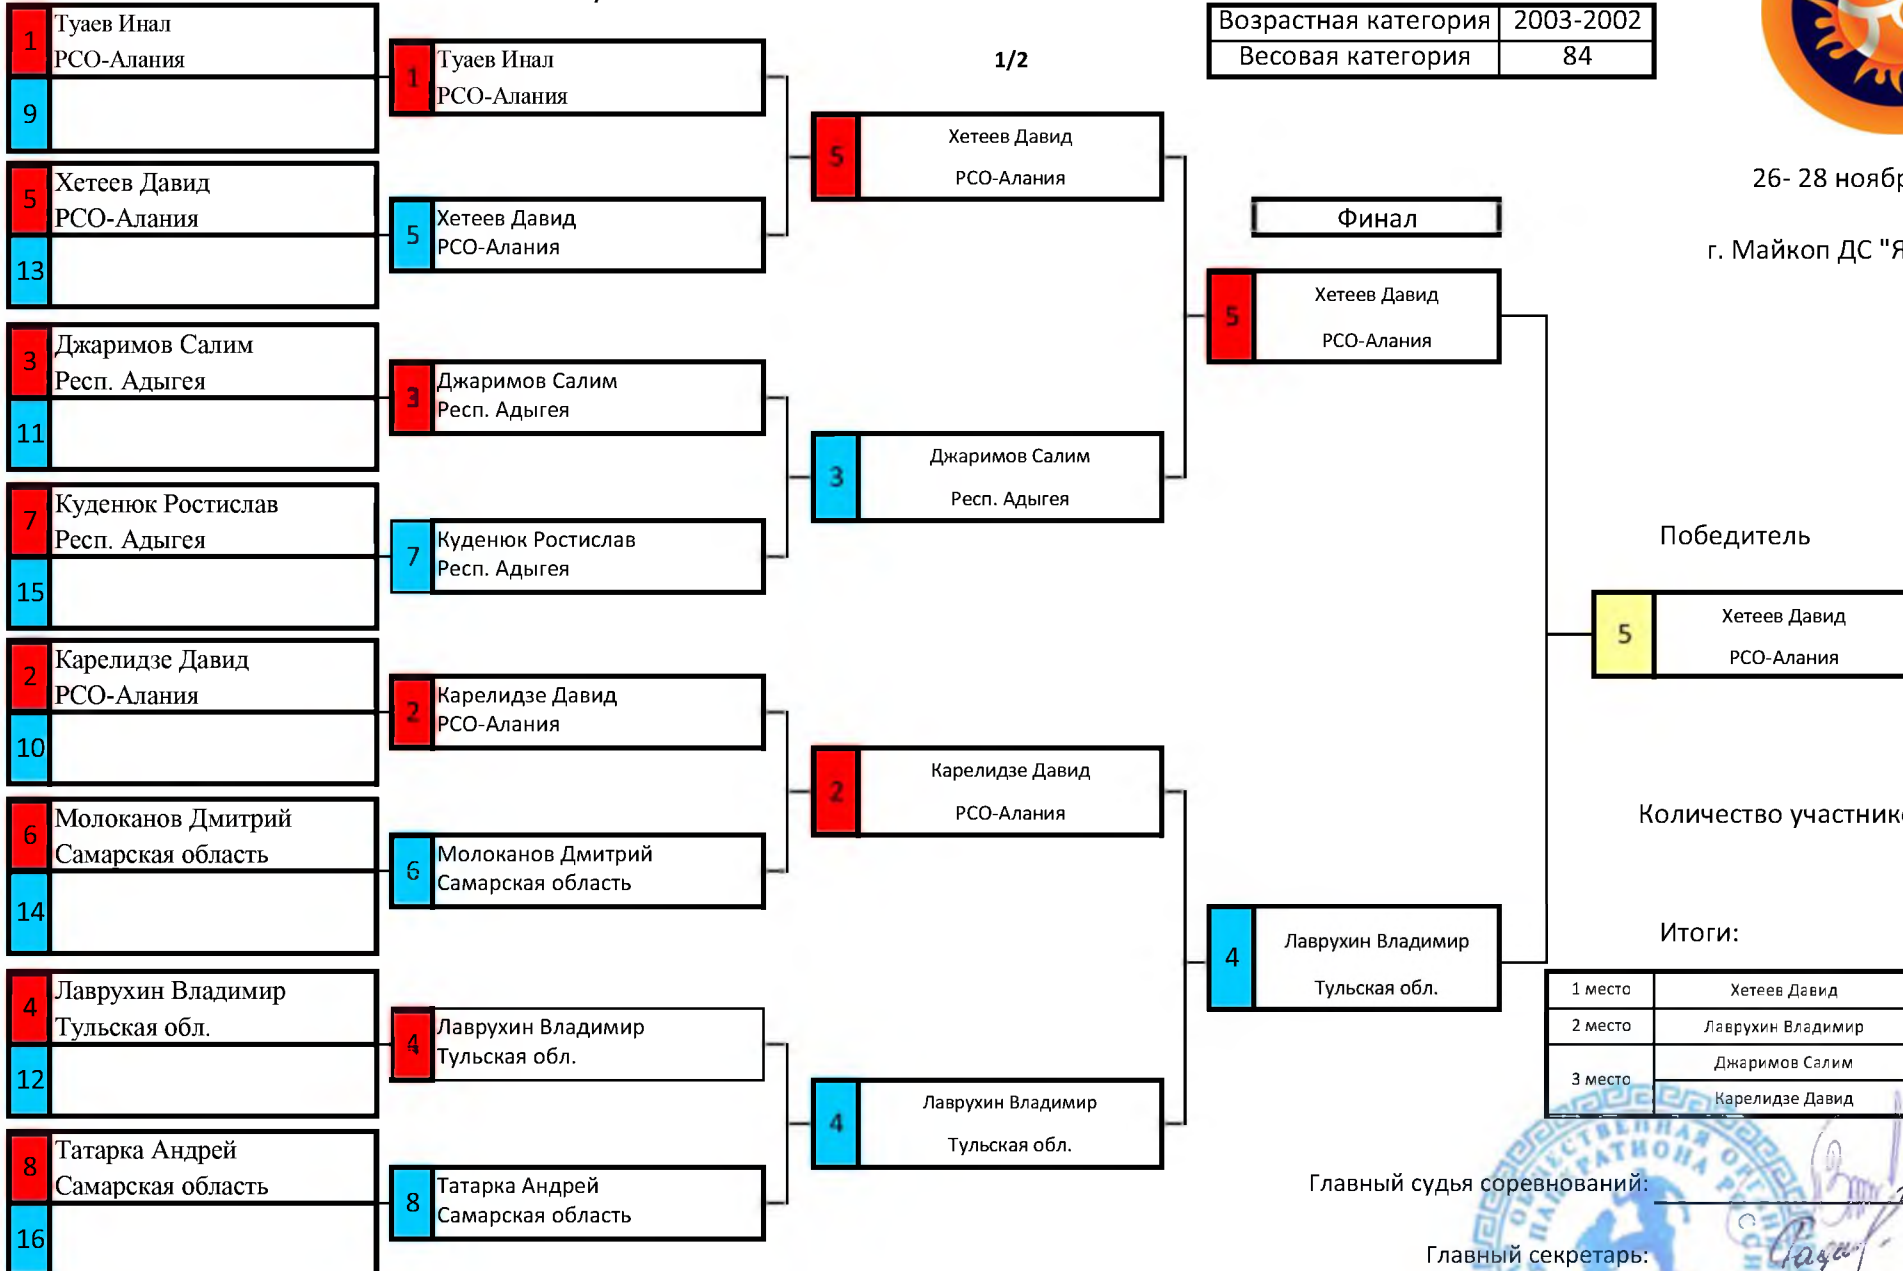 1/2
Возрастная категория 2003-2002
Весовая категория 84
26- 28 нояб
г. Майкоп ДС "Я
1 Туаев Инал
РСО-Алания
9
5 Хетеев Давид
РСО-Алания
13
3 Джаримов Салим
Респ. Адыгея
11
7 Куденюк Ростислав
Респ. Адыгея
15
2 Карелидзе Давид
РСО-Алания
10
6 Молоканов Дмитрий
Самарская область
14
4 Лаврухин Владимир
Тульская обл.
12
8 Татарка Андрей
Самарская область
16
1 Туаев Инал
РСО-Алания
5 Хетеев Давид
РСО-Алания
3 Джаримов Салим
Респ. Адыгея
7 Куденюк Ростислав
Респ. Адыгея
2 Карелидзе Давид
РСО-Алания
6 Молоканов Дмитрий
Самарская область
4 Лаврухин Владимир
Тульская обл.
8 Татарка Андрей
Самарская область
5 Хетеев Давид
РСО-Алания
3 Джаримов Салим
Респ. Адыгея
2 Карелидзе Давид
РСО-Алания
4 Лаврухин Владимир
Тульская обл.
Финал
5 Хетеев Давид
РСО-Алания
4 Лаврухин Владимир
Тульская обл.
Победитель
5 Хетеев Давид
РСО-Алания
Количество участник
Итоги:
1 место Хетеев Давид
2 место Лаврухин Владимир
3 место Джаримов Салим
Карелидзе Давид
Главный судья соревнований:
Главный секретарь: